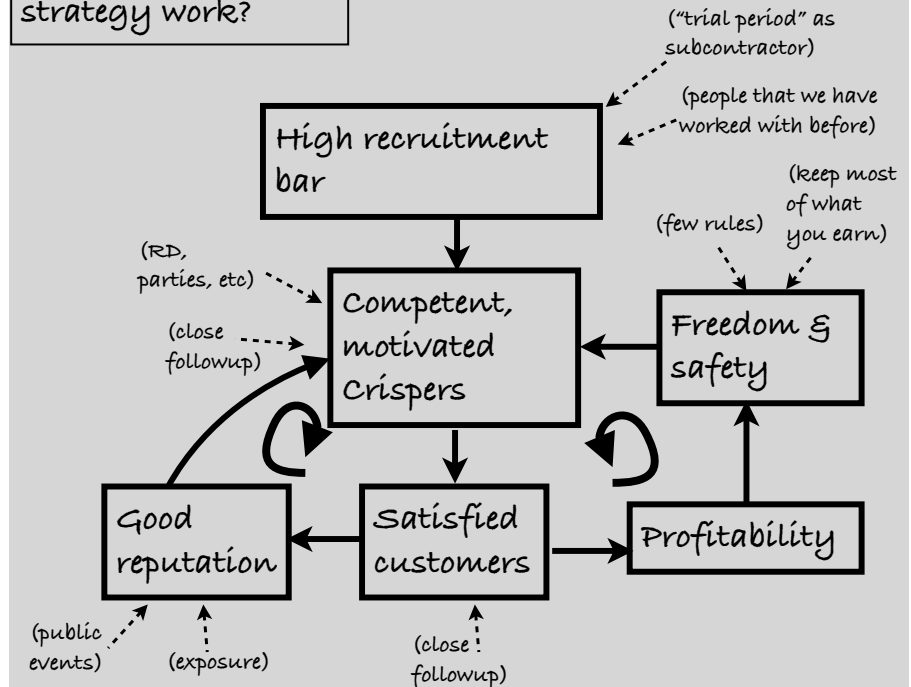 strategy work?
("trial period" as
subcontractor)
(people that we have
worked with before)
High recruitment
bar
(keep most
of what
you earn)
(few rules)
(RD,
parties, etc)
Competent,
motivated
Crispers
Freedom &
safety
(close
followup)
Good
reputation
Satisfied
customers
Profitability
(public
events)
(exposure)
(close
followup)